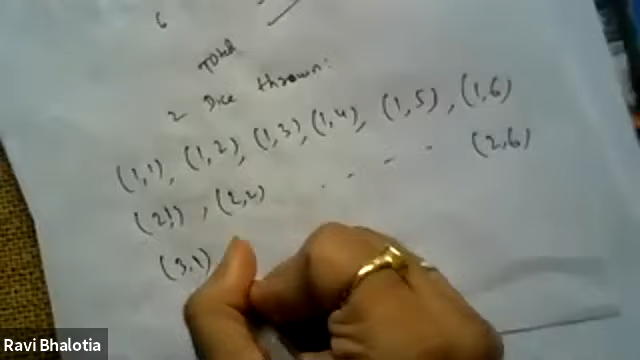 6
Total
2 Dice thrown:
(1,1), (1,2), (1,3), (1,4), (1,5), (1,6)
(2,1), (2,2) . - - - (2,6)
(3,1)
Ravi Bhalotia